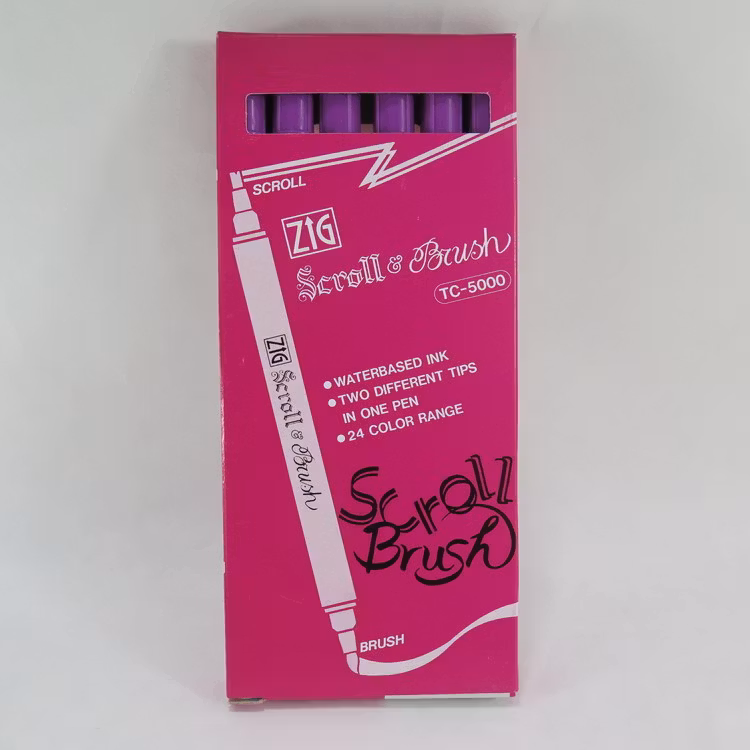 SCROLL
ZIG
Scroll & Brush
TC-5000
ZIG Scroll & Brush
● WATERBASED INK
● TWO DIFFERENT TIPS
IN ONE PEN
● 24 COLOR RANGE
Scroll
Brush
BRUSH